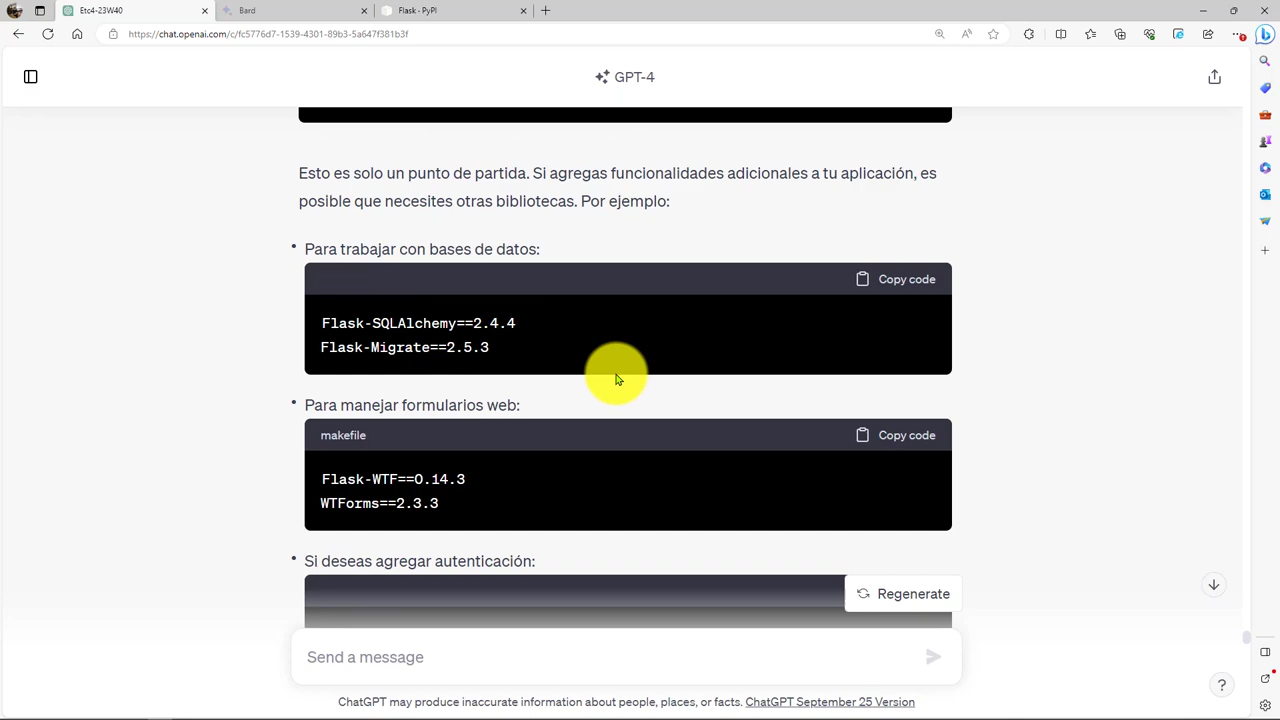 Etc4-23W40
Bard
Flask · PyPI
https://chat.openai.com/c/fc5776d7-1539-4301-89b3-5a647f381b3f
GPT-4
Esto es solo un punto de partida. Si agregas funcionalidades adicionales a tu aplicación, es
posible que necesites otras bibliotecas. Por ejemplo:
• Para trabajar con bases de datos:
Copy code
Flask-SQLAlchemy==2.4.4
Flask-Migrate==2.5.3
• Para manejar formularios web:
makefile
Copy code
Flask-WTF==0.14.3
WTForms==2.3.3
• Si deseas agregar autenticación:
Regenerate
Send a message
ChatGPT may produce inaccurate information about people, places, or facts. ChatGPT September 25 Version
?